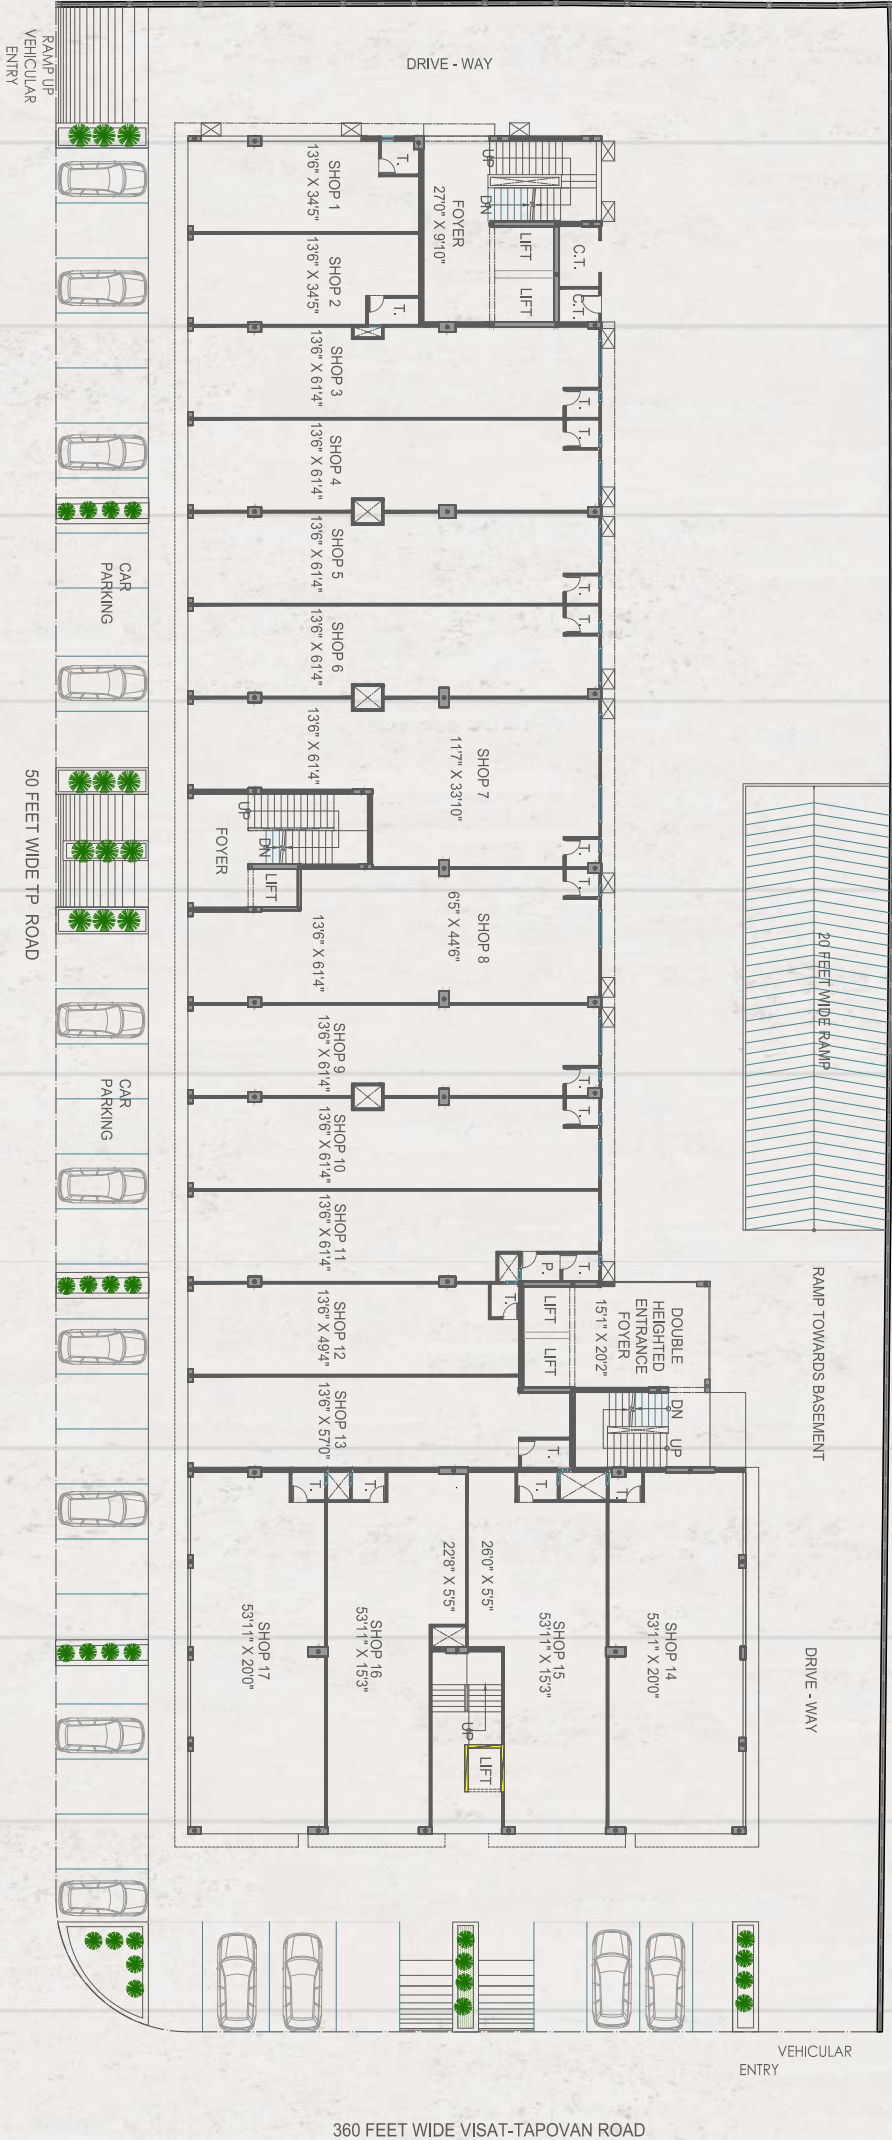 RAMP UP
VEHICULAR
ENTRY
DRIVE - WAY
SHOP 1
13'6" X 34'5"
T.
FOYER
27'0" X 9'10"
UP
DN
LIFT
LIFT
C.T.
C.T.
SHOP 2
13'6" X 34'5"
T.
SHOP 3
13'6" X 61'4"
T.
T.
SHOP 4
13'6" X 61'4"
SHOP 5
13'6" X 61'4"
T.
T.
SHOP 6
13'6" X 61'4"
CAR
PARKING
13'6" X 61'4"
SHOP 7
11'7" X 33'10"
T.
T.
UP
DN
FOYER
LIFT
50 FEET WIDE TP ROAD
SHOP 8
6'5" X 44'6"
13'6" X 61'4"
20 FEET WIDE RAMP
SHOP 9
13'6" X 61'4"
T.
T.
CAR
PARKING
SHOP 10
13'6" X 61'4"
SHOP 11
13'6" X 61'4"
P.
T.
T.
SHOP 12
13'6" X 49'4"
LIFT
LIFT
DOUBLE
HEIGHTED
ENTRANCE
FOYER
15'1" X 20'2"
RAMP TOWARDS BASEMENT
SHOP 13
13'6" X 57'0"
T.
DN
UP
T.
T.
T.
T.
22'8" X 5'5"
26'0" X 5'5"
SHOP 14
53'11" X 20'0"
SHOP 15
53'11" X 15'3"
SHOP 16
53'11" X 15'3"
SHOP 17
53'11" X 20'0"
UP
LIFT
DRIVE - WAY
VEHICULAR
ENTRY
360 FEET WIDE VISAT-TAPOVAN ROAD